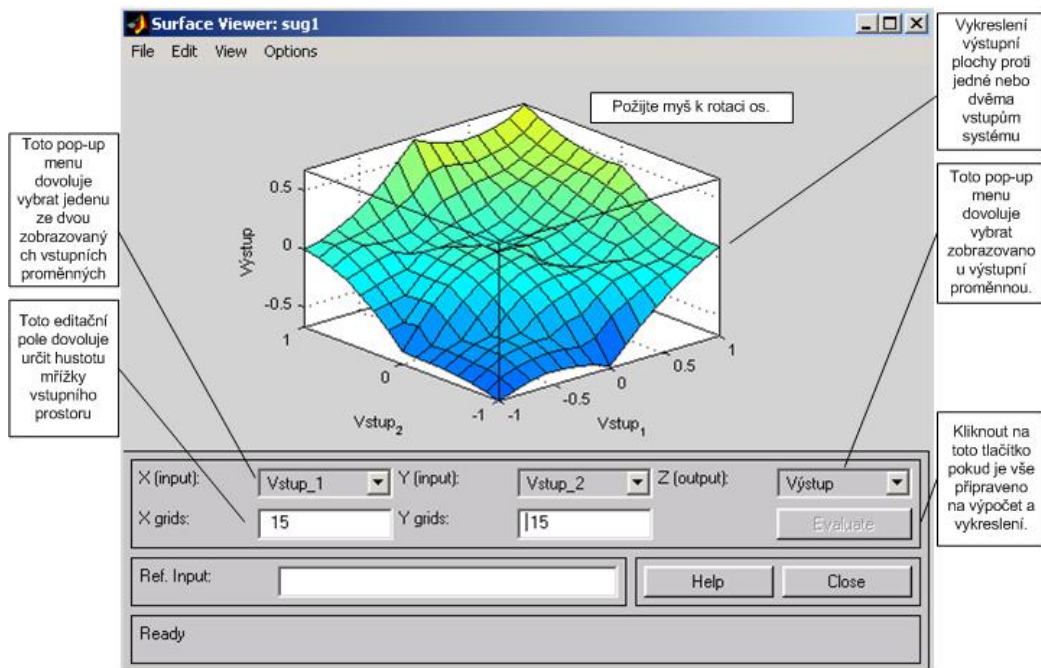 Surface Viewer: sug1
File Edit View Options
Požijte myš k rotaci os.
Vykreslení
výstupní
plochy proti
jedné nebo
dvěma
vstupům
systému
Toto pop-up
menu
dovoluje
vybrat jedenu
ze dvou
zobrazovaný
ch vstupních
proměnných
Toto pop-up
menu
dovoluje
vybrat
zobrazovano
u výstupní
proměnnou.
Toto editační
pole dovoluje
určit hustotu
mřížky
vstupního
prostoru
Výstup
0.5
0
-0.5
1
0
-1
Vstup_2
-1
-0.5
0
0.5
1
Vstup_1
Kliknout na
toto tlačítko
pokud je vše
připraveno
na výpočet a
vykreslení.
X (input): Vstup_1 Y (input): Vstup_2 Z (output): Výstup
X grids: 15 Y grids: 15 Evaluate
Ref. Input: Help Close
Ready